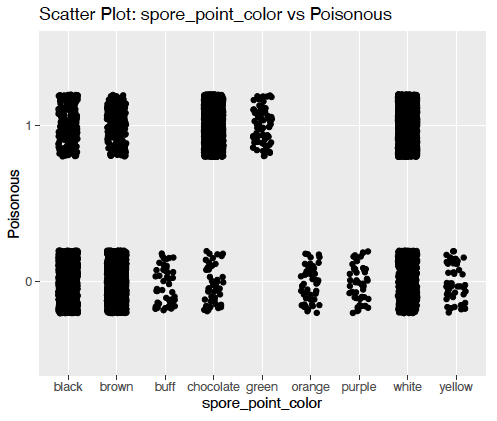 Scatter Plot: spore_point_color vs Poisonous
Poisonous
1
0
black brown buff chocolate green orange purple white yellow
spore_point_color